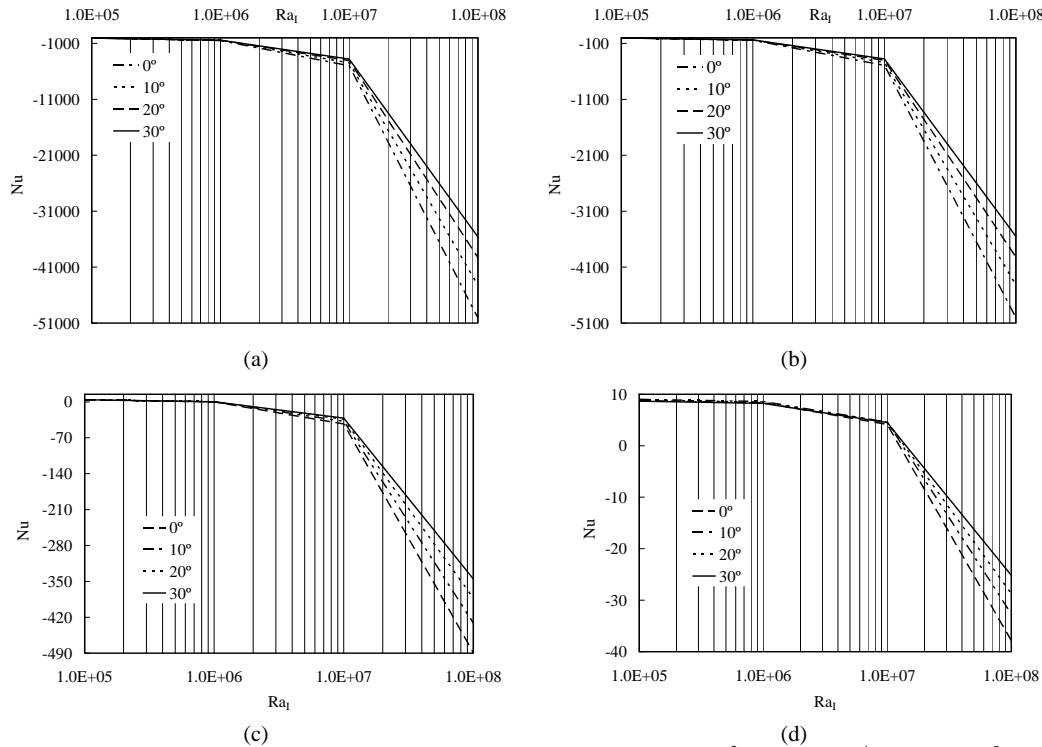 1.0E+05 1.0E+06 Ra_I 1.0E+07 1.0E+08
-1000
-11000
-21000
-31000
-41000
-51000
Nu
0º
10º
20º
30º
(a)
1.0E+05 1.0E+06 Ra_I 1.0E+07 1.0E+08
-100
-1100
-2100
-3100
-4100
-5100
Nu
0º
10º
20º
30º
(b)
0
-70
-140
-210
-280
-350
-420
-490
Nu
0º
10º
20º
30º
1.0E+05 1.0E+06 1.0E+07 1.0E+08
Ra_I
(c)
10
0
-10
-20
-30
-40
Nu
0º
10º
20º
30º
1.0E+05 1.0E+06 1.0E+07 1.0E+08
Ra_I
(d)